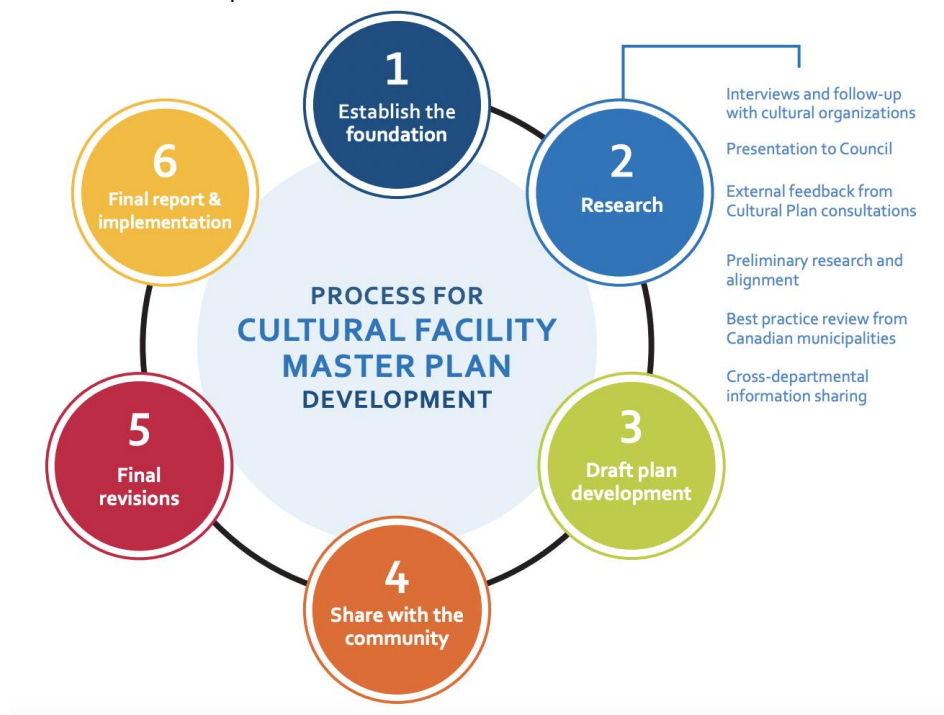 1
Establish the
foundation
2
Research
Interviews and follow-up
with cultural organizations
Presentation to Council
External feedback from
Cultural Plan consultations
Preliminary research and
alignment
Best practice review from
Canadian municipalities
Cross-departmental
information sharing
3
Draft plan
development
4
Share with the
community
5
Final
revisions
6
Final report &
implementation
PROCESS FOR
CULTURAL FACILITY
MASTER PLAN
DEVELOPMENT